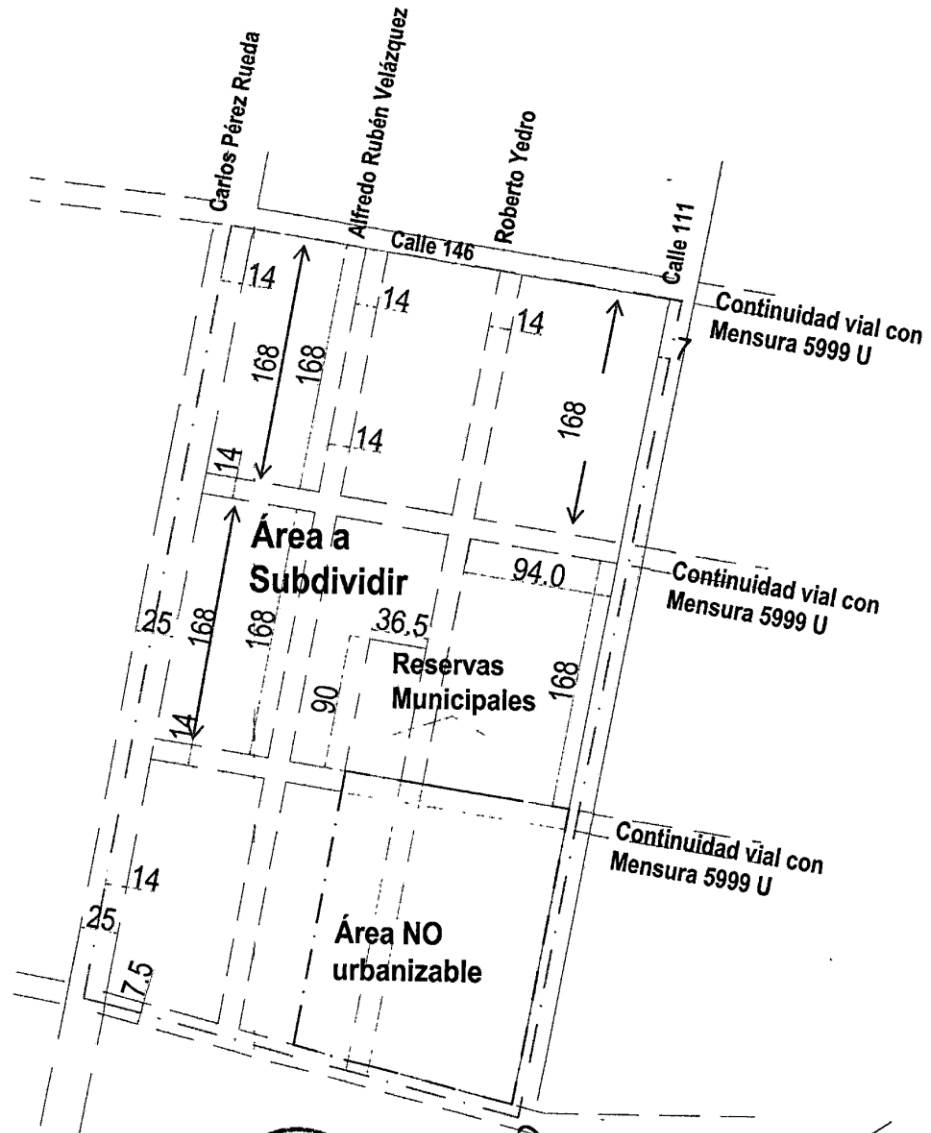 Carlos Pérez Rueda
Alfredo Rubén Velázquez
Roberto Yedro
Calle 146
Calle 111
14
14
14
7
Continuidad vial con
Mensura 5999 U
168
168
168
14
14
Área a
Subdividir
94.0
Continuidad vial con
Mensura 5999 U
25
168
168
36.5
90
Reservas
Municipales
168
14
Continuidad vial con
Mensura 5999 U
14
25
7.5
Área NO
urbanizable